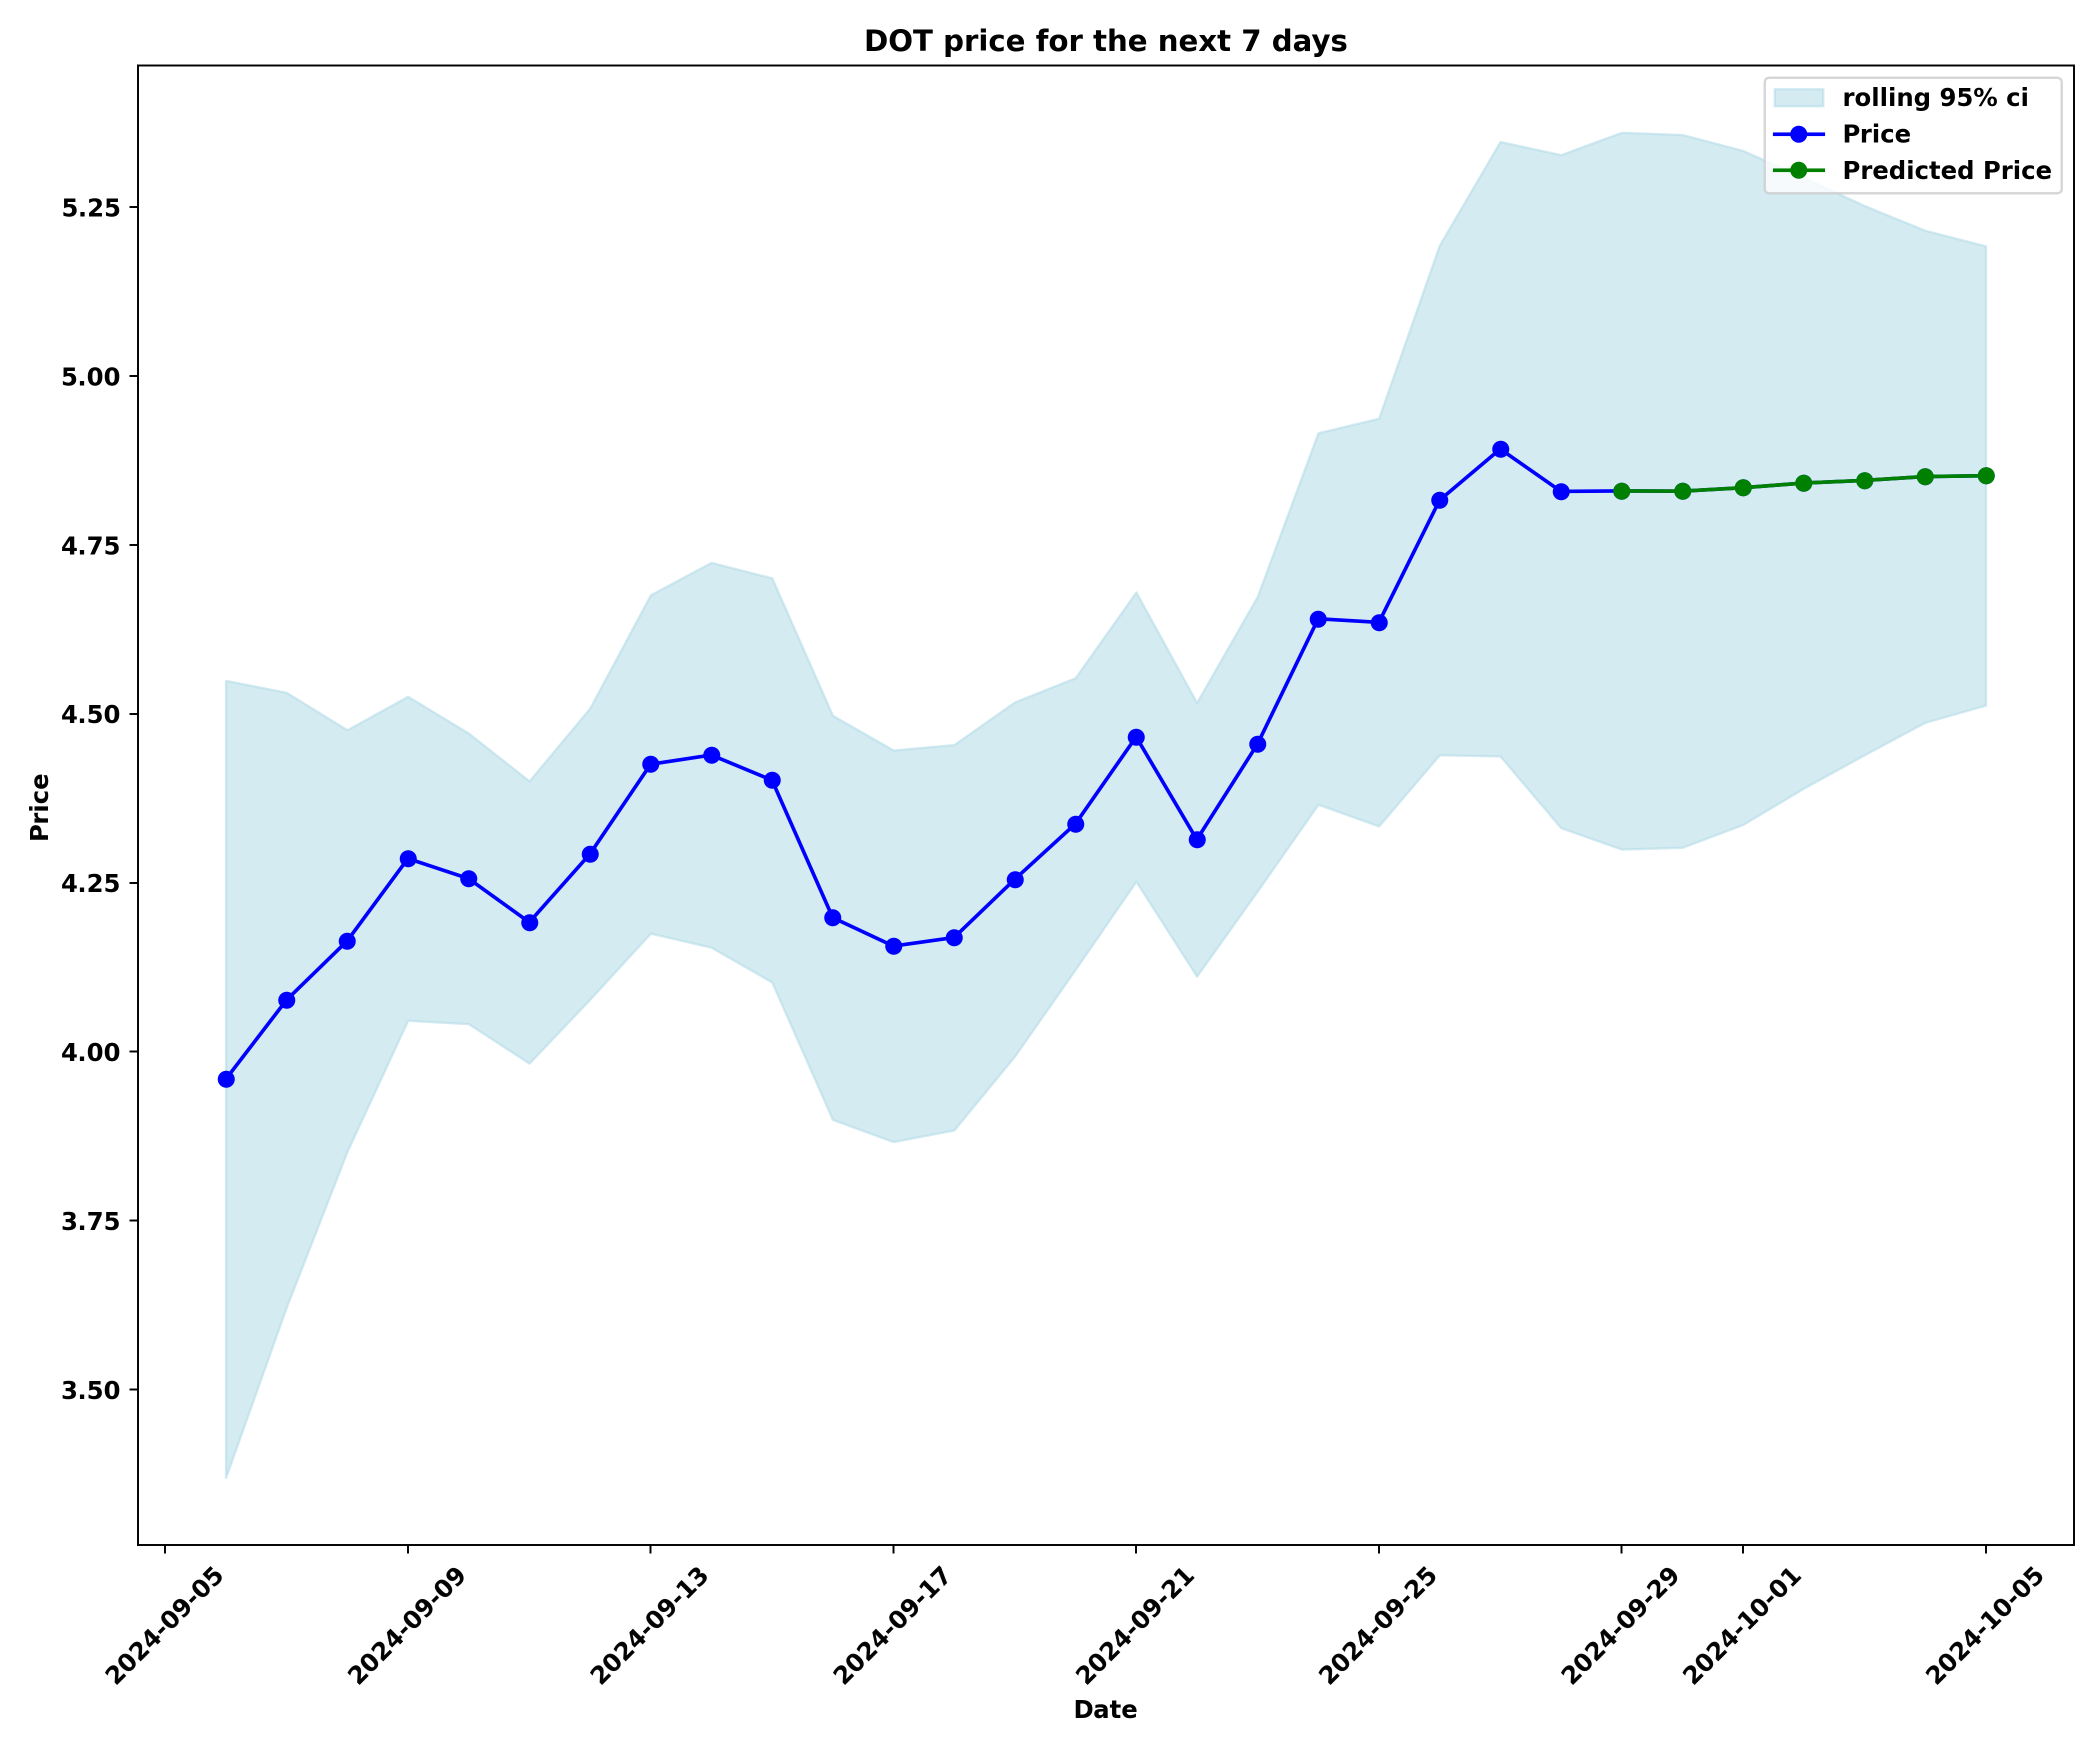 DOT price for the next 7 days
rolling 95% ci
Price
Predicted Price
5.25
5.00
4.75
4.50
4.25
4.00
3.75
3.50
Price
2024-09-05
2024-09-09
2024-09-13
2024-09-17
2024-09-21
2024-09-25
2024-09-29
2024-10-01
2024-10-05
Date